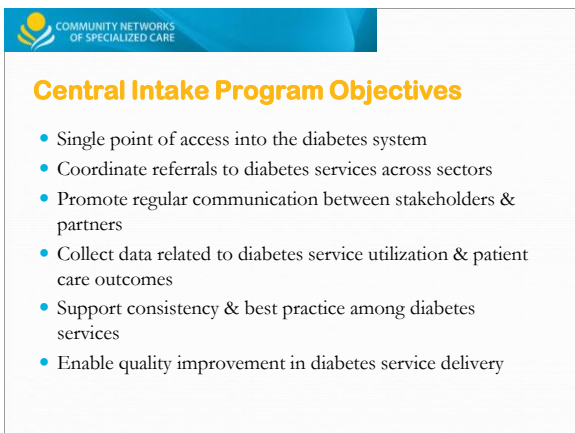 COMMUNITY NETWORKS
OF SPECIALIZED CARE
Central Intake Program Objectives
• Single point of access into the diabetes system
• Coordinate referrals to diabetes services across sectors
• Promote regular communication between stakeholders &
partners
• Collect data related to diabetes service utilization & patient
care outcomes
• Support consistency & best practice among diabetes
services
• Enable quality improvement in diabetes service delivery